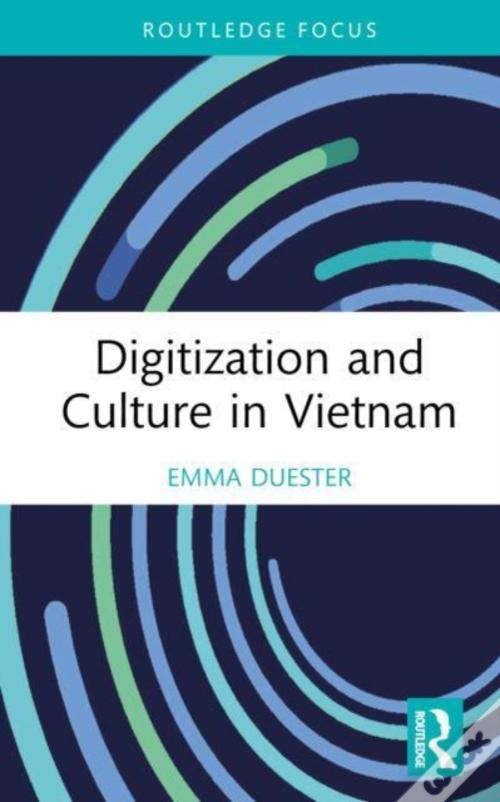 ROUTLEDGE FOCUS
Digitization and
Culture in Vietnam
EMMA DUESTER
ROUTLEDGE